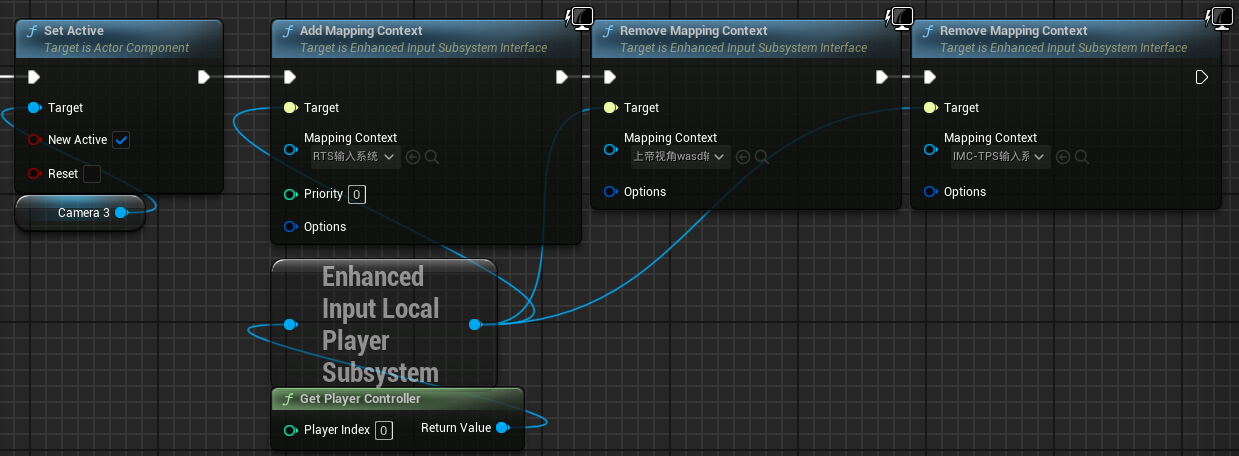 Set Active
Target is Actor Component
Target
New Active
Reset
Camera 3
Add Mapping Context
Target is Enhanced Input Subsystem Interface
Target
Mapping Context
RTS输入系统
Priority 0
Options
Remove Mapping Context
Target is Enhanced Input Subsystem Interface
Target
Mapping Context
上帝视角wasd输
Options
Remove Mapping Context
Target is Enhanced Input Subsystem Interface
Target
Mapping Context
IMC-TPS输入系
Options
Enhanced
Input Local
Player
Subsystem
Get Player Controller
Player Index 0
Return Value